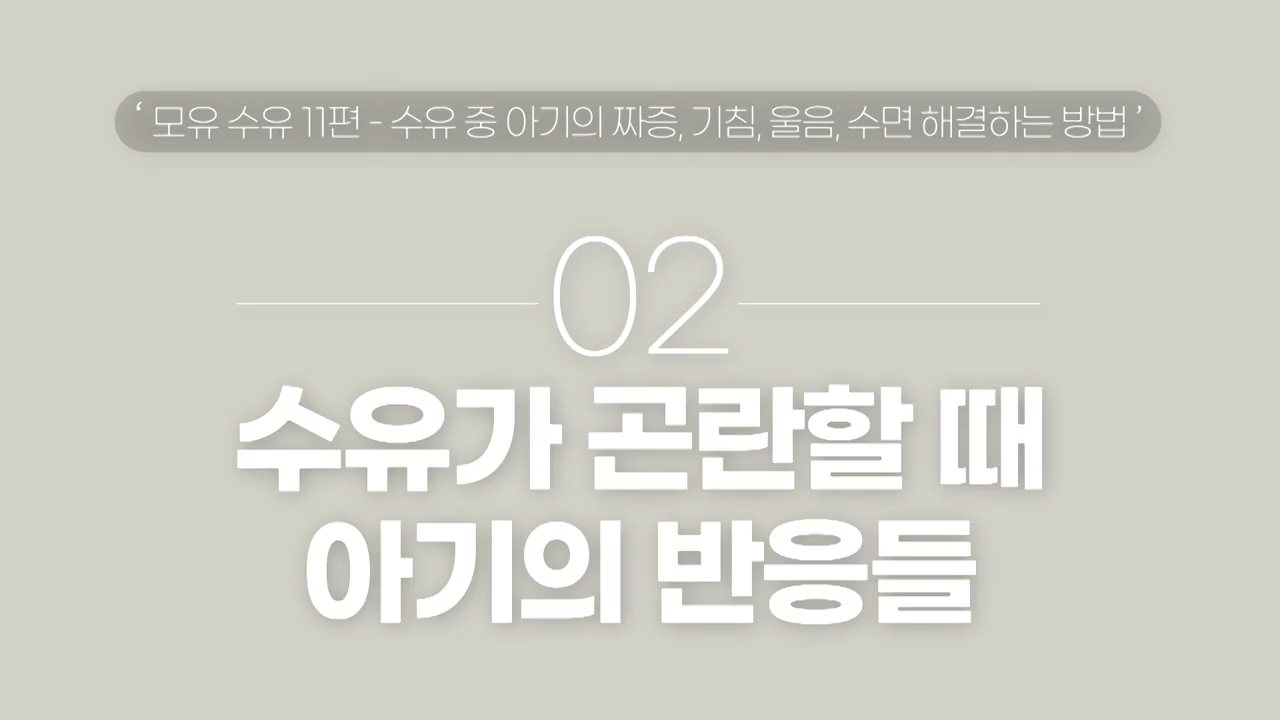 ‘ 모유 수유 11편 - 수유 중 아기의 짜증, 기침, 울음, 수면 해결하는 방법 ’
02
수유가 곤란할 때
아기의 반응들